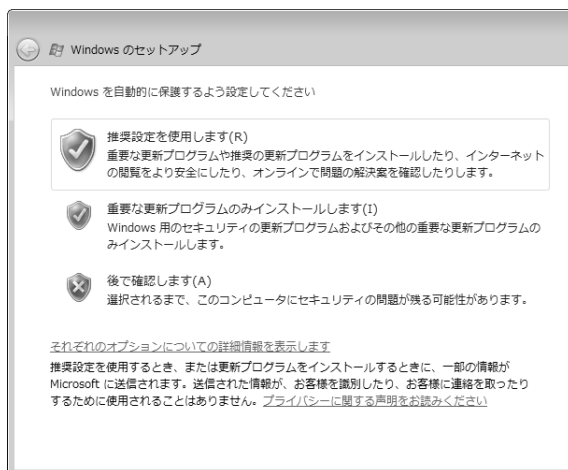 Windows のセットアップ
Windows を自動的に保護するよう設定してください
推奨設定を使用します(R)
重要な更新プログラムや推奨の更新プログラムをインストールしたり、インターネット
の閲覧をより安全にしたり、オンラインで問題の解決案を確認したりします。
重要な更新プログラムのみインストールします(I)
Windows 用のセキュリティの更新プログラムおよびその他の重要な更新プログラムの
みインストールします。
後で確認します(A)
選択されるまで、このコンピュータにセキュリティの問題が残る可能性があります。
それぞれのオプションについての詳細情報を表示します
推奨設定を使用するとき、または更新プログラムをインストールするときに、一部の情報が
Microsoft に送信されます。送信された情報が、お客様を識別したり、お客様に連絡を取ったり
するために使用されることはありません。プライバシーに関する声明をお読みください